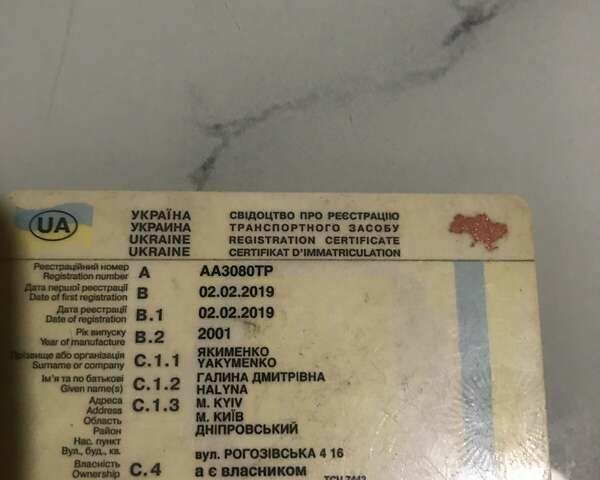 UA
УКРАЇНА СВІДОЦТВО ПРО РЕЄСТРАЦІЮ
УКРАИНА ТРАНСПОРТНОГО ЗАСОБУ
UKRAINE REGISTRATION CERTIFICATE
UKRAINE CERTIFIKAT D'IMMATRICULATION
Реєстраційний номер
Registration number A AA3080TP
Дата першої реєстрації
Date of first registration B 02.02.2019
Дата реєстрації
Date of registration B.1 02.02.2019
Рік випуску
Year of manufacture B.2 2001
Прізвище або організація ЯКИМЕНКО
Surname or company C.1.1 YAKYMENKO
Ім'я та по батькові ГАЛИНА ДМИТРІВНА
Given name(s) C.1.2 HALYNA
Адреса М. KYIV
Address C.1.3
Область М. КИЇВ
Район ДНІПРОВСЬКИЙ
Нас. пункт
Вул., буд., кв. вул. РОГОЗІВСЬКА 4 16
Власність
Ownership C.4 а є власником
ТСЦ 7443